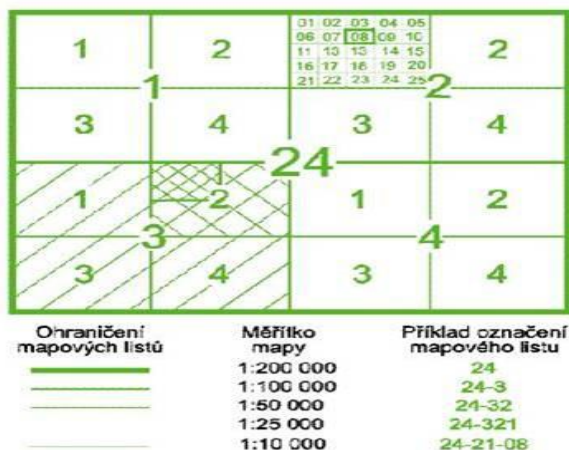 01 02 03 04 05
06 07 08 09 10
11 13 13 14 15
16 17 18 19 20
21 22 23 24 25
1 2 2
1 2
3 4 3 4
24
1 2 1 2
3 4
3 4 3 4
Ohraničení mapových listů
Měřítko mapy
Příklad označení mapového listu
1:200 000 24
1:100 000 24-3
1:50 000 24-32
1:25 000 24-321
1:10 000 24-21-08